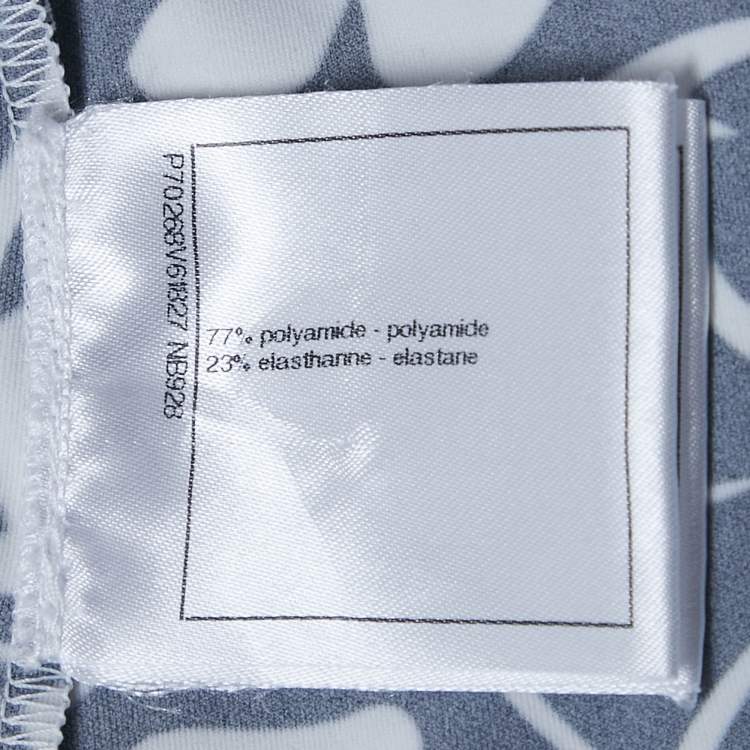 P70268V61827 NB928
77% polyamide - polyamide
23% elasthanne - elastane